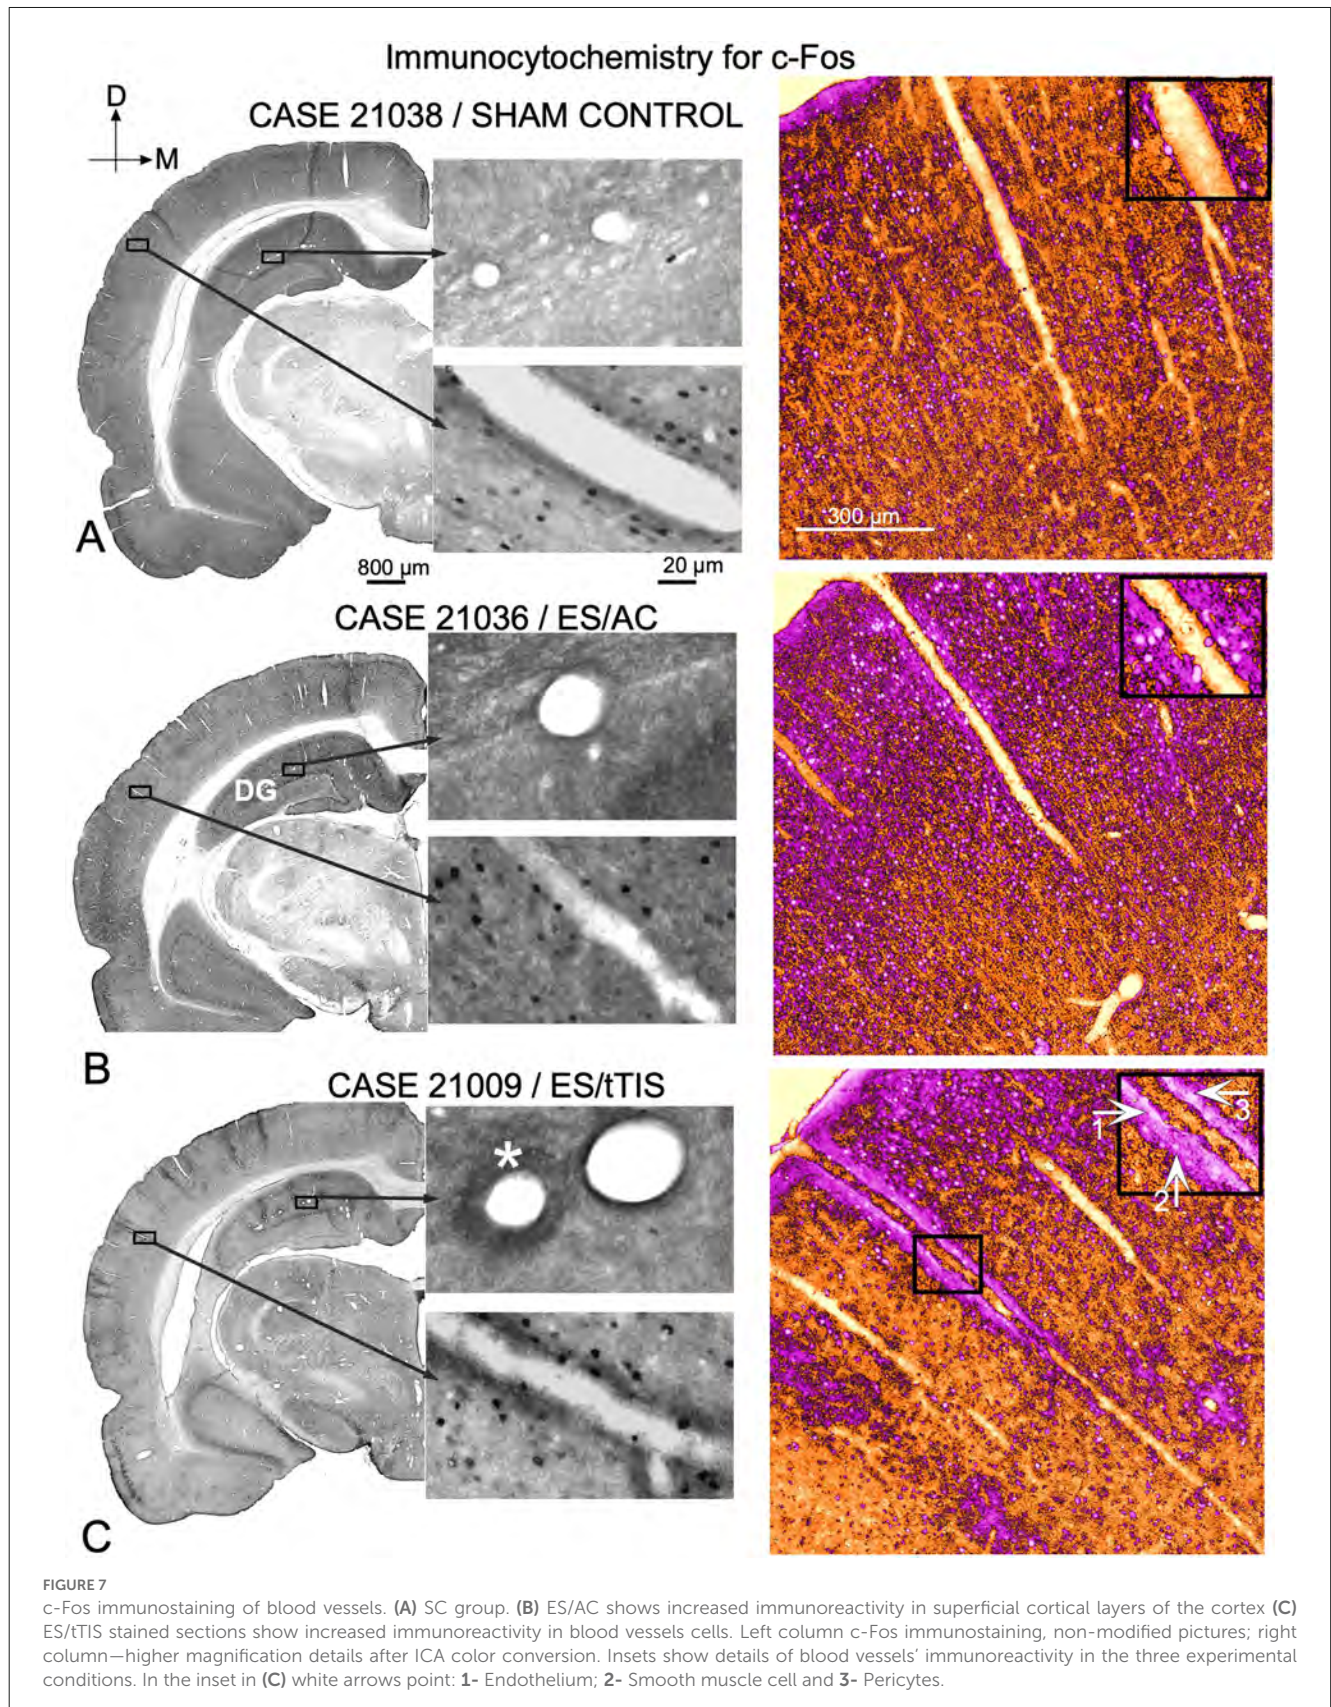 Immunocytochemistry for c-Fos
D
M
CASE 21038 / SHAM CONTROL
300 µm
A
800 µm
20 µm
CASE 21036 / ES/AC
DG
B
CASE 21009 / ES/tTIS
*
1
2
3
C
FIGURE 7
c-Fos immunostaining of blood vessels. (A) SC group. (B) ES/AC shows increased immunoreactivity in superficial cortical layers of the cortex (C)
ES/tTIS stained sections show increased immunoreactivity in blood vessels cells. Left column c-Fos immunostaining, non-modified pictures; right
column—higher magnification details after ICA color conversion. Insets show details of blood vessels' immunoreactivity in the three experimental
conditions. In the inset in (C) white arrows point: 1- Endothelium; 2- Smooth muscle cell and 3- Pericytes.